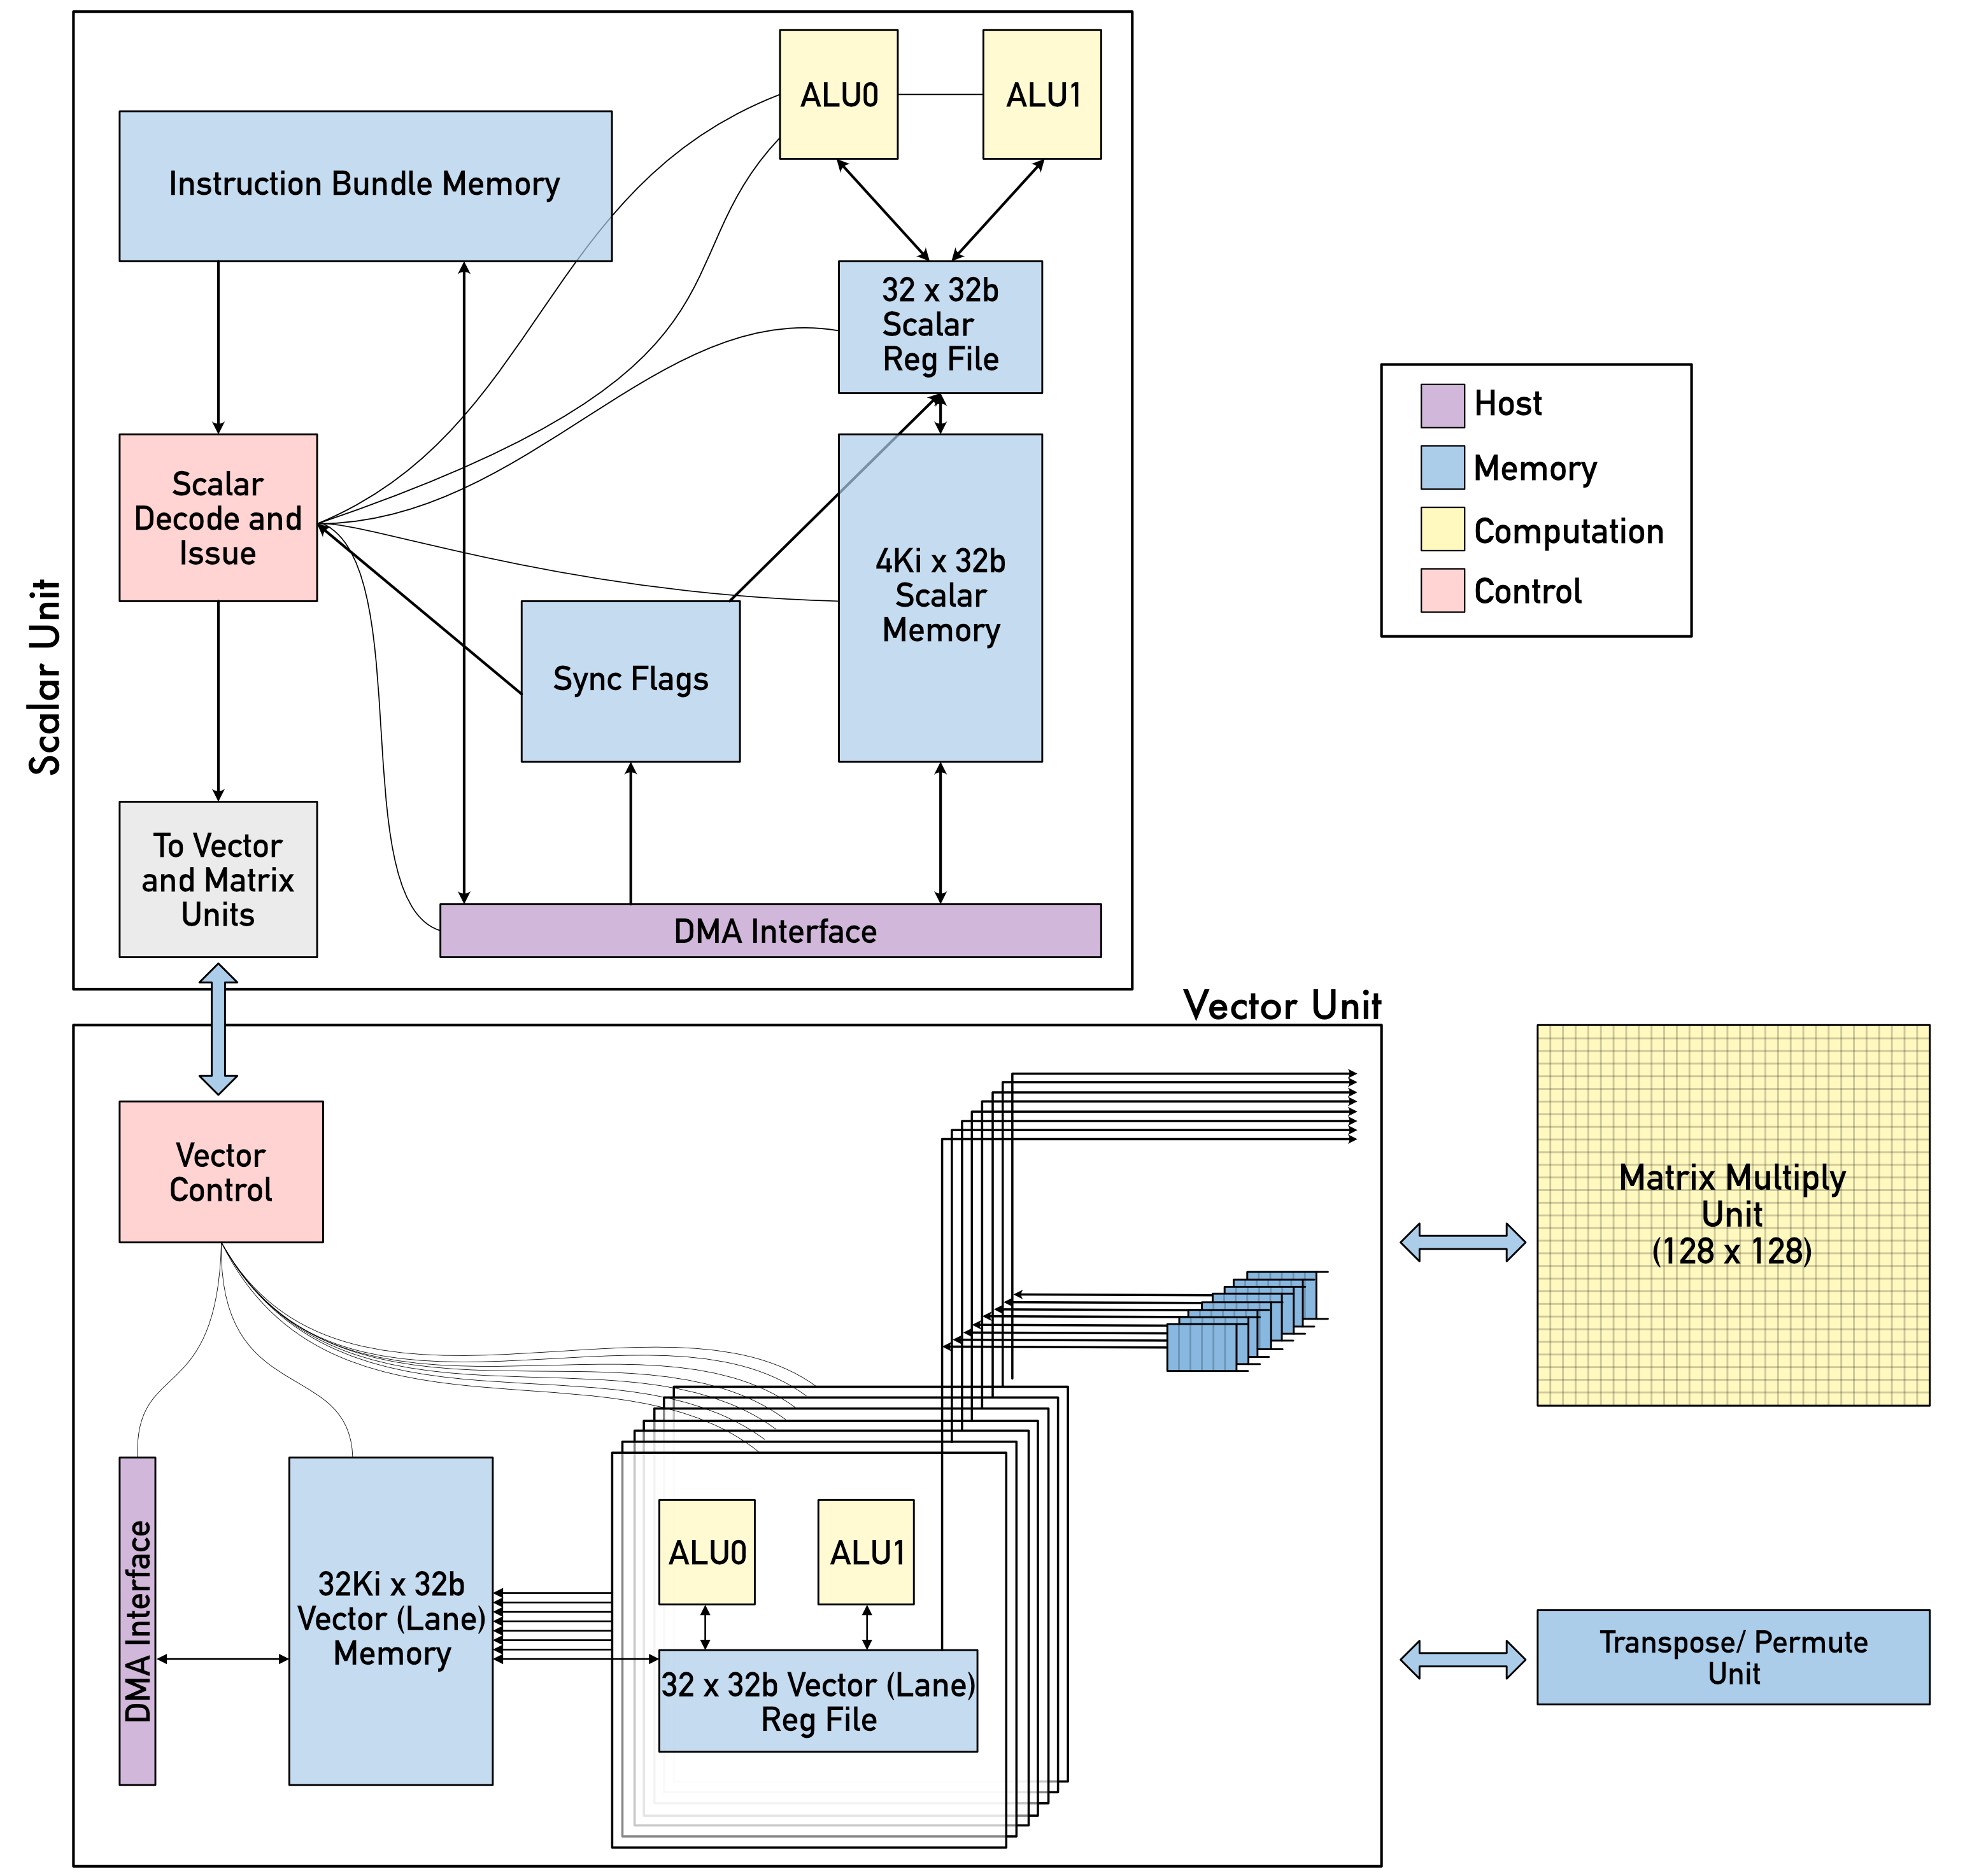 ALU0
ALU1
Instruction Bundle Memory
32 x 32b
Scalar
Reg File
Host
Memory
Computation
Control
Scalar
Decode and
Issue
4Ki x 32b
Scalar
Memory
Sync Flags
Scalar Unit
To Vector
and Matrix
Units
DMA Interface
Vector Unit
Vector
Control
Matrix Multiply
Unit
(128 x 128)
DMA Interface
32Ki x 32b
Vector (Lane)
Memory
ALU0
ALU1
32 x 32b Vector (Lane)
Reg File
Transpose/ Permute
Unit